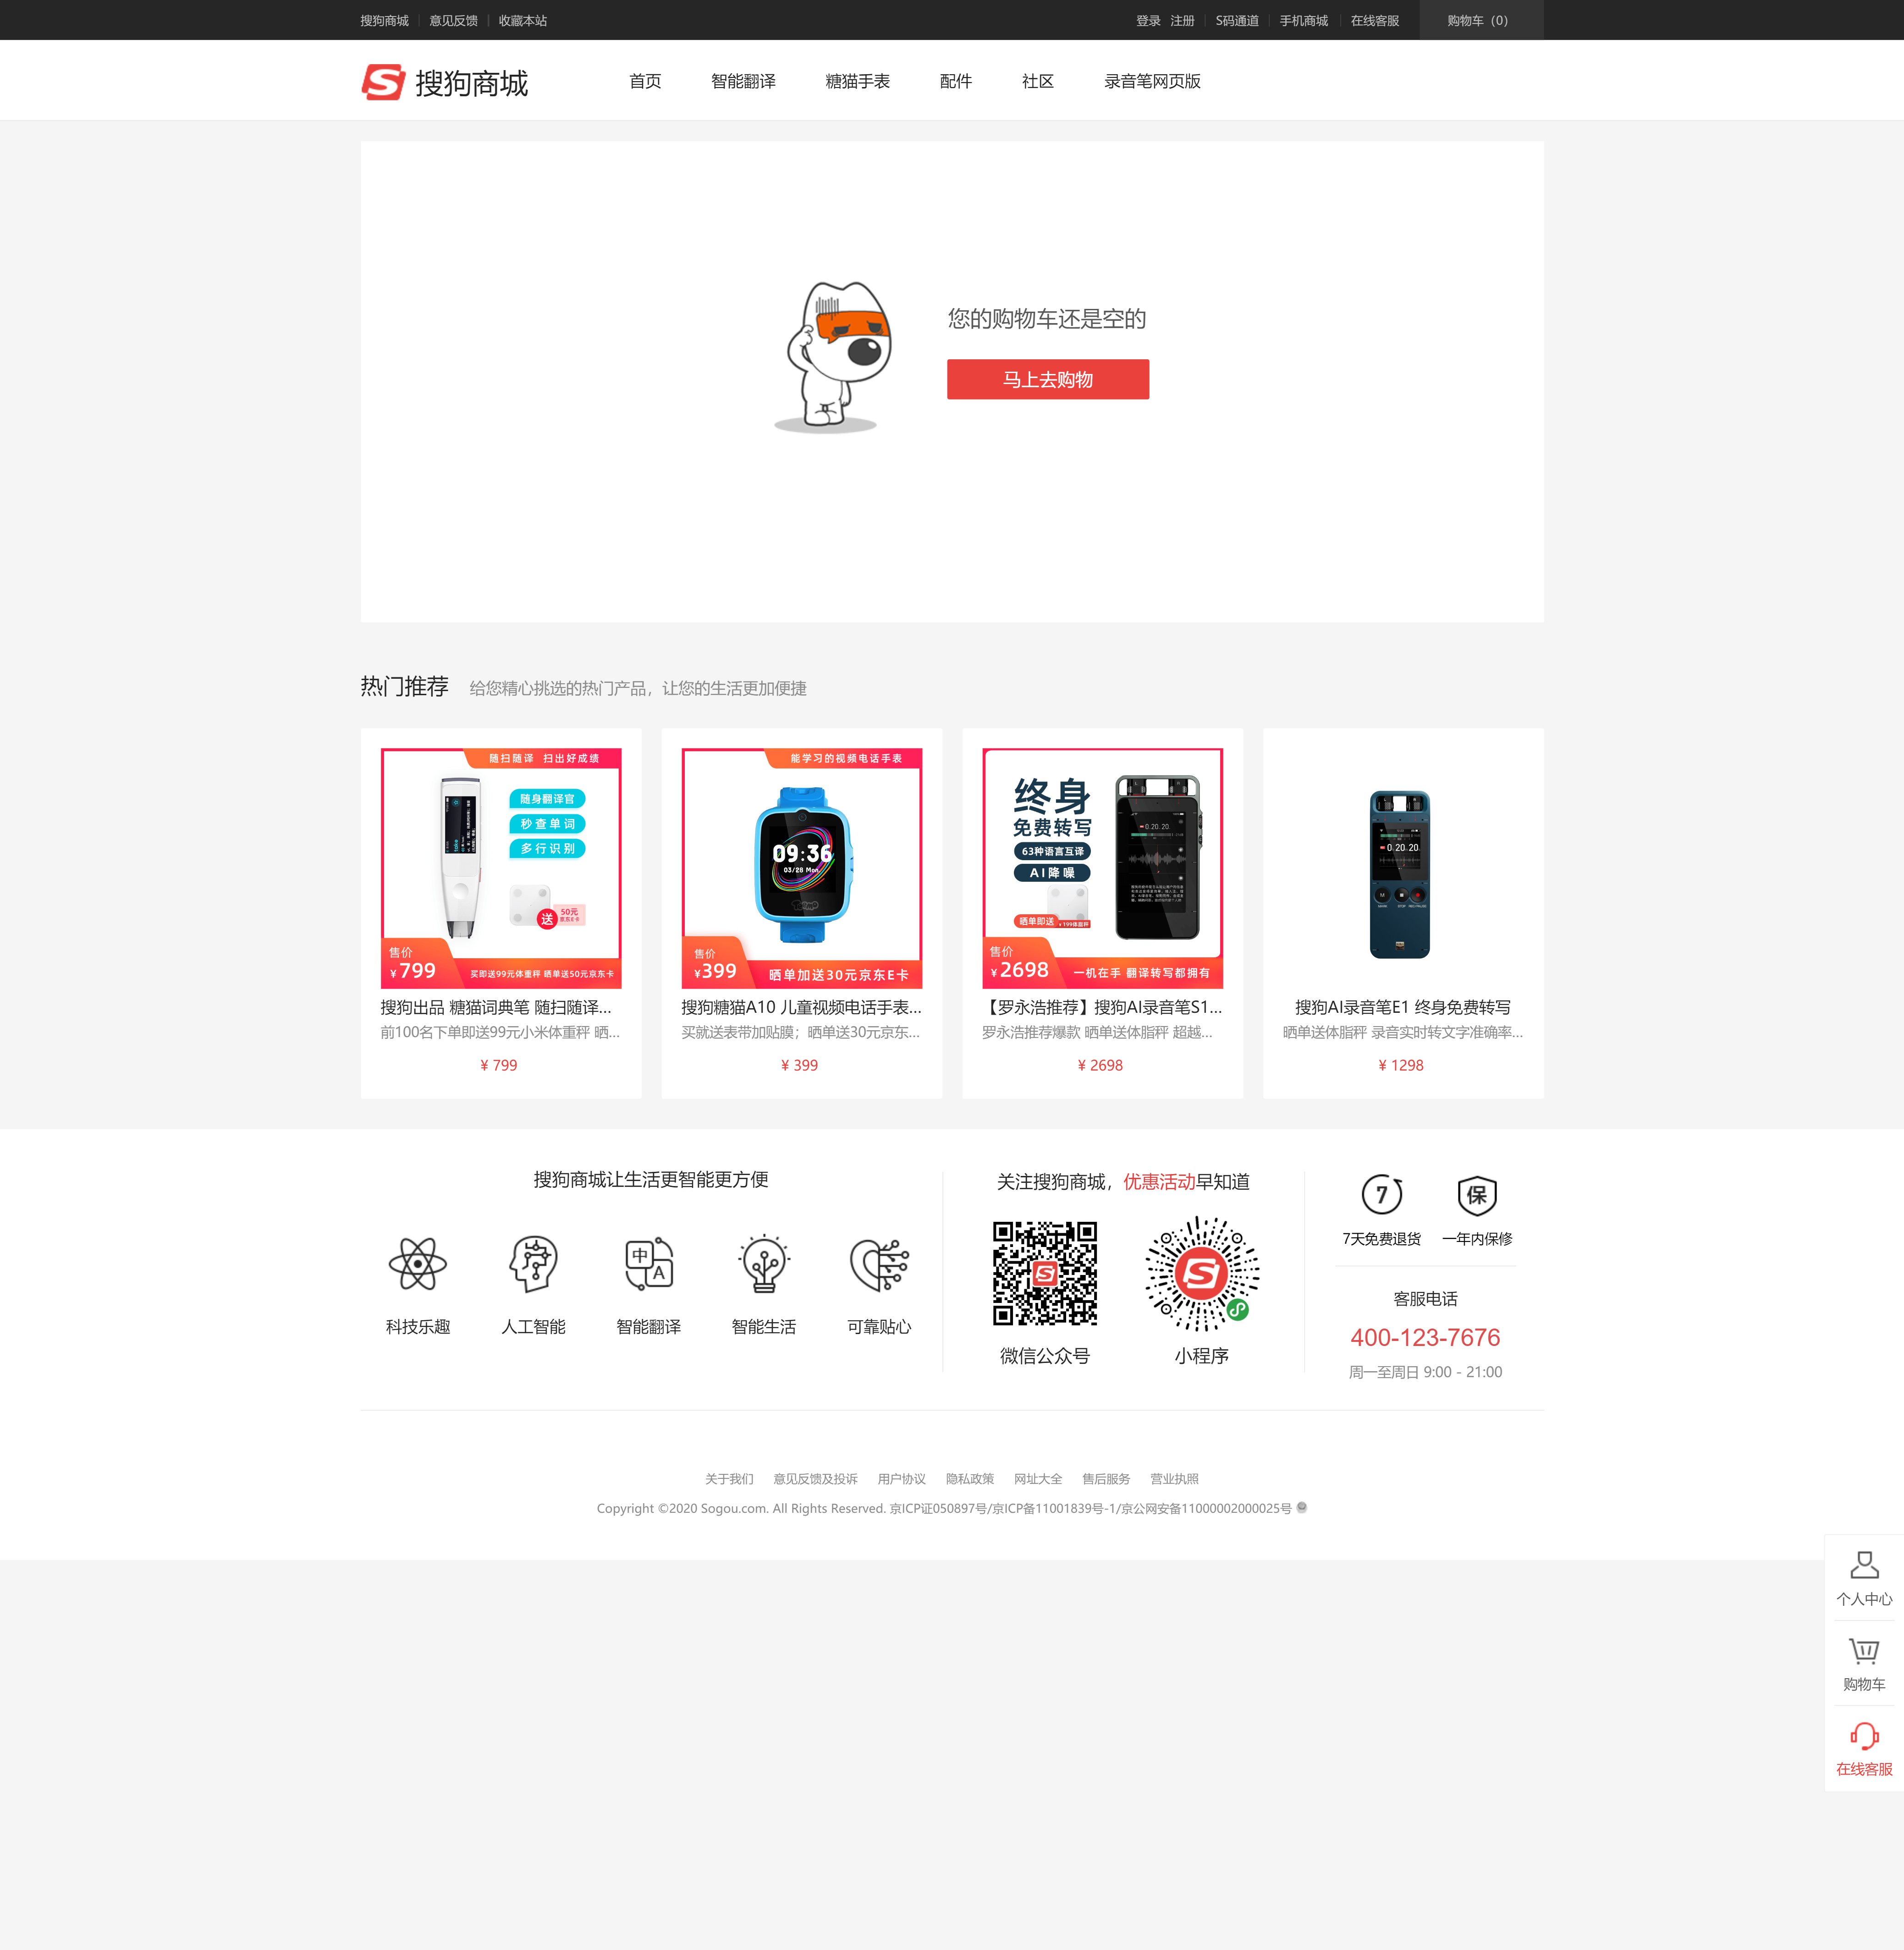 搜狗商城 意见反馈 收藏本站 登录 注册 S码通道 手机商城 在线客服 购物车（0）
搜狗商城 首页 智能翻译 糖猫手表 配件 社区 录音笔网页版
您的购物车还是空的
马上去购物
热门推荐 给您精心挑选的热门产品，让您的生活更加便捷
随扫随译 扫出好成绩
随身翻译官
秒查单词
多行识别
送
50元
京东E卡
售价
¥799
买即送99元体重秤 晒单送50元京东卡
搜狗出品 糖猫词典笔 随扫随译...
前100名下单即送99元小米体重秤 晒...
¥ 799
能学习的视频电话手表
09:36
03/28 Mon.
售价
¥399
晒单加送30元京东E卡
搜狗糖猫A10 儿童视频电话手表...
买就送表带加贴膜；晒单送30元京东...
¥ 399
终身
免费转写
63种语言互译
AI降噪
0.20.20.
晒单即送
¥199体脂秤
售价
¥2698
一机在手 翻译转写都拥有
【罗永浩推荐】搜狗AI录音笔S1...
罗永浩推荐爆款 晒单送体脂秤 超越...
¥ 2698
0.20.20.
搜狗AI录音笔E1 终身免费转写
晒单送体脂秤 录音实时转文字准确率...
¥ 1298
搜狗商城让生活更智能更方便
中
A
科技乐趣 人工智能 智能翻译 智能生活 可靠贴心
关注搜狗商城，优惠活动早知道
微信公众号 小程序
7 保
7天免费退货 一年内保修
客服电话
400-123-7676
周一至周日 9:00 - 21:00
关于我们 意见反馈及投诉 用户协议 隐私政策 网址大全 售后服务 营业执照
Copyright ©2020 Sogou.com. All Rights Reserved. 京ICP证050897号/京ICP备11001839号-1/京公网安备11000002000025号
个人中心
购物车
在线客服